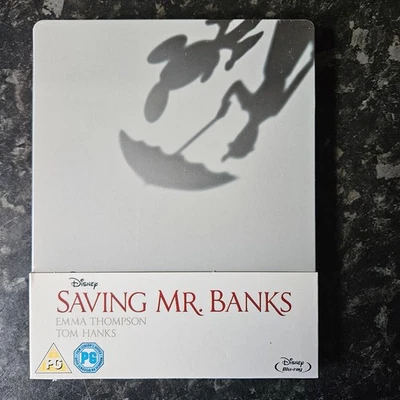 Disney
SAVING MR. BANKS
EMMA THOMPSON
TOM HANKS
PG PG Disney
Blu-ray